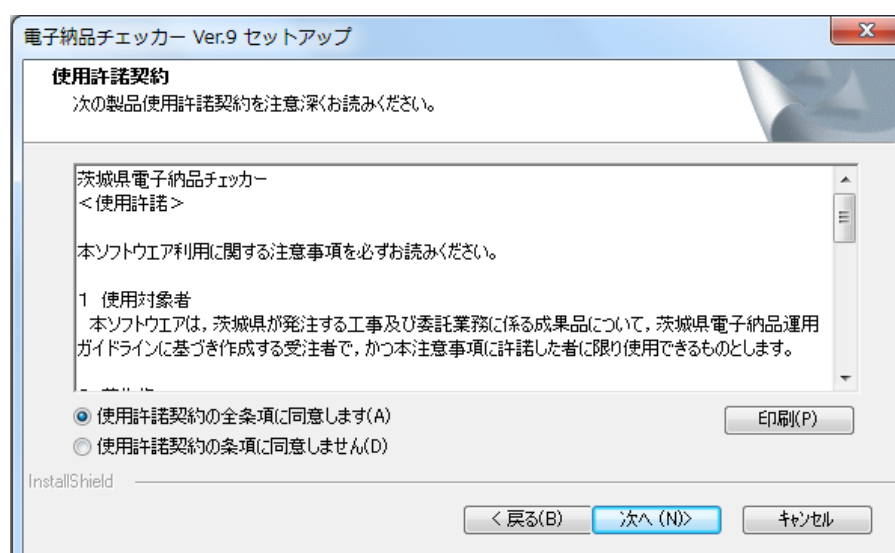 電子納品チェッカー Ver.9 セットアップ
使用許諾契約
次の製品使用許諾契約を注意深くお読みください。
茨城県電子納品チェッカー
<使用許諾>
本ソフトウエア利用に関する注意事項を必ずお読みください。
1 使用対象者
本ソフトウエアは，茨城県が発注する工事及び委託業務に係る成果品について，茨城県電子納品運用
ガイドラインに基づき作成する受注者で，かつ本注意事項に許諾した者に限り使用できるものとします。
使用許諾契約の全条項に同意します(A)
印刷(P)
使用許諾契約の条項に同意しません(D)
InstallShield
< 戻る(B)
次へ (N)>
キャンセル